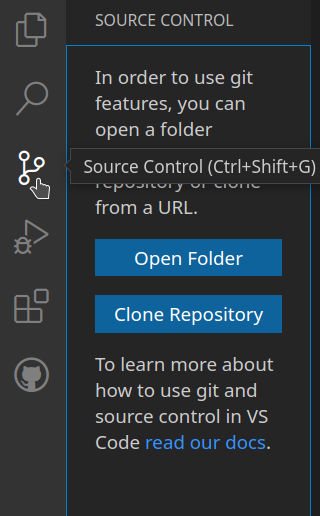 SOURCE CONTROL
In order to use git
features, you can
open a folder
Source Control (Ctrl+Shift+G)
repository or clone
from a URL.
Open Folder
Clone Repository
To learn more about
how to use git and
source control in VS
Code read our docs.